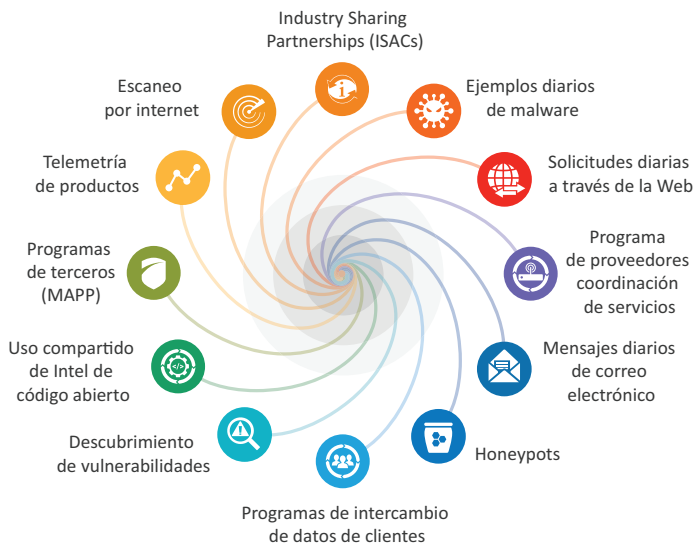 Industry Sharing
Partnerships (ISACs)
Ejemplos diarios
de malware
Solicitudes diarias
a través de la Web
Programa
de proveedores
coordinación
de servicios
Mensajes diarios
de correo
electrónico
Honeypots
Programas de intercambio
de datos de clientes
Descubrimiento
de vulnerabilidades
Uso compartido
de Intel de
código abierto
Programas
de terceros
(MAPP)
Telemetría
de productos
Escaneo
por internet